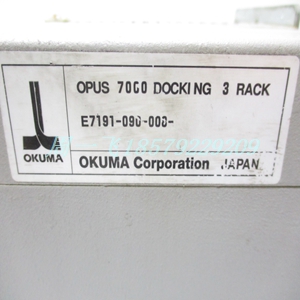 OPUS 7000 DOCKING 3 RACK
E7191-090-008-
OKUMA
OKUMA Corporation JAPAN